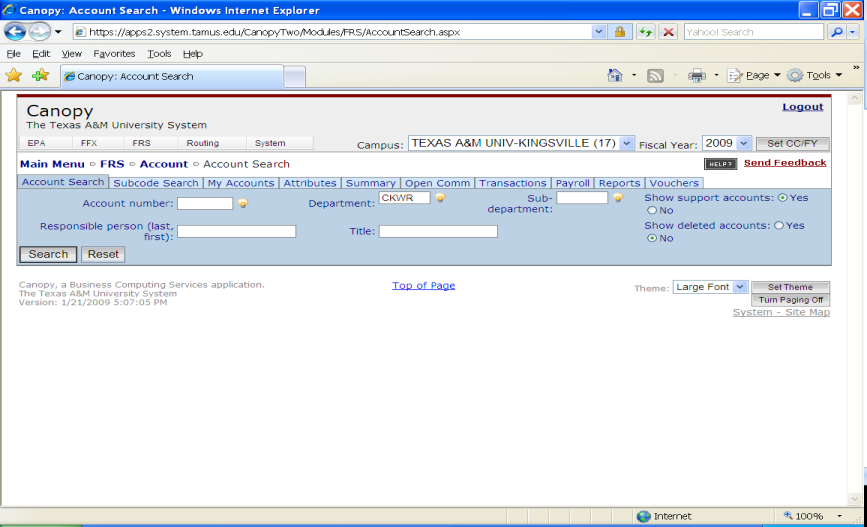 Canopy: Account Search - Windows Internet Explorer
https://apps2.system.tamus.edu/CanopyTwo/Modules/FRS/AccountSearch.aspx
Yahoo! Search
File Edit View Favorites Tools Help
Canopy: Account Search
Page Tools »
Canopy
Logout
The Texas A&M University System
EPA FFX FRS Routing System
Campus: TEXAS A&M UNIV-KINGSVILLE (17) Fiscal Year: 2009 Set CC/FY
Main Menu FRS Account Account Search
HELP? Send Feedback
Account Search Subcode Search My Accounts Attributes Summary Open Comm Transactions Payroll Reports Vouchers
Account number:
Department: CKWR
Sub-
department:
Show support accounts: Yes
No
Responsible person (last,
first):
Title:
Show deleted accounts: Yes
No
Search Reset
Canopy, a Business Computing Services application.
The Texas A&M University System
Version: 1/21/2009 5:07:05 PM
Top of Page
Theme: Large Font Set Theme
Turn Paging Off
System - Site Map
Internet 100%